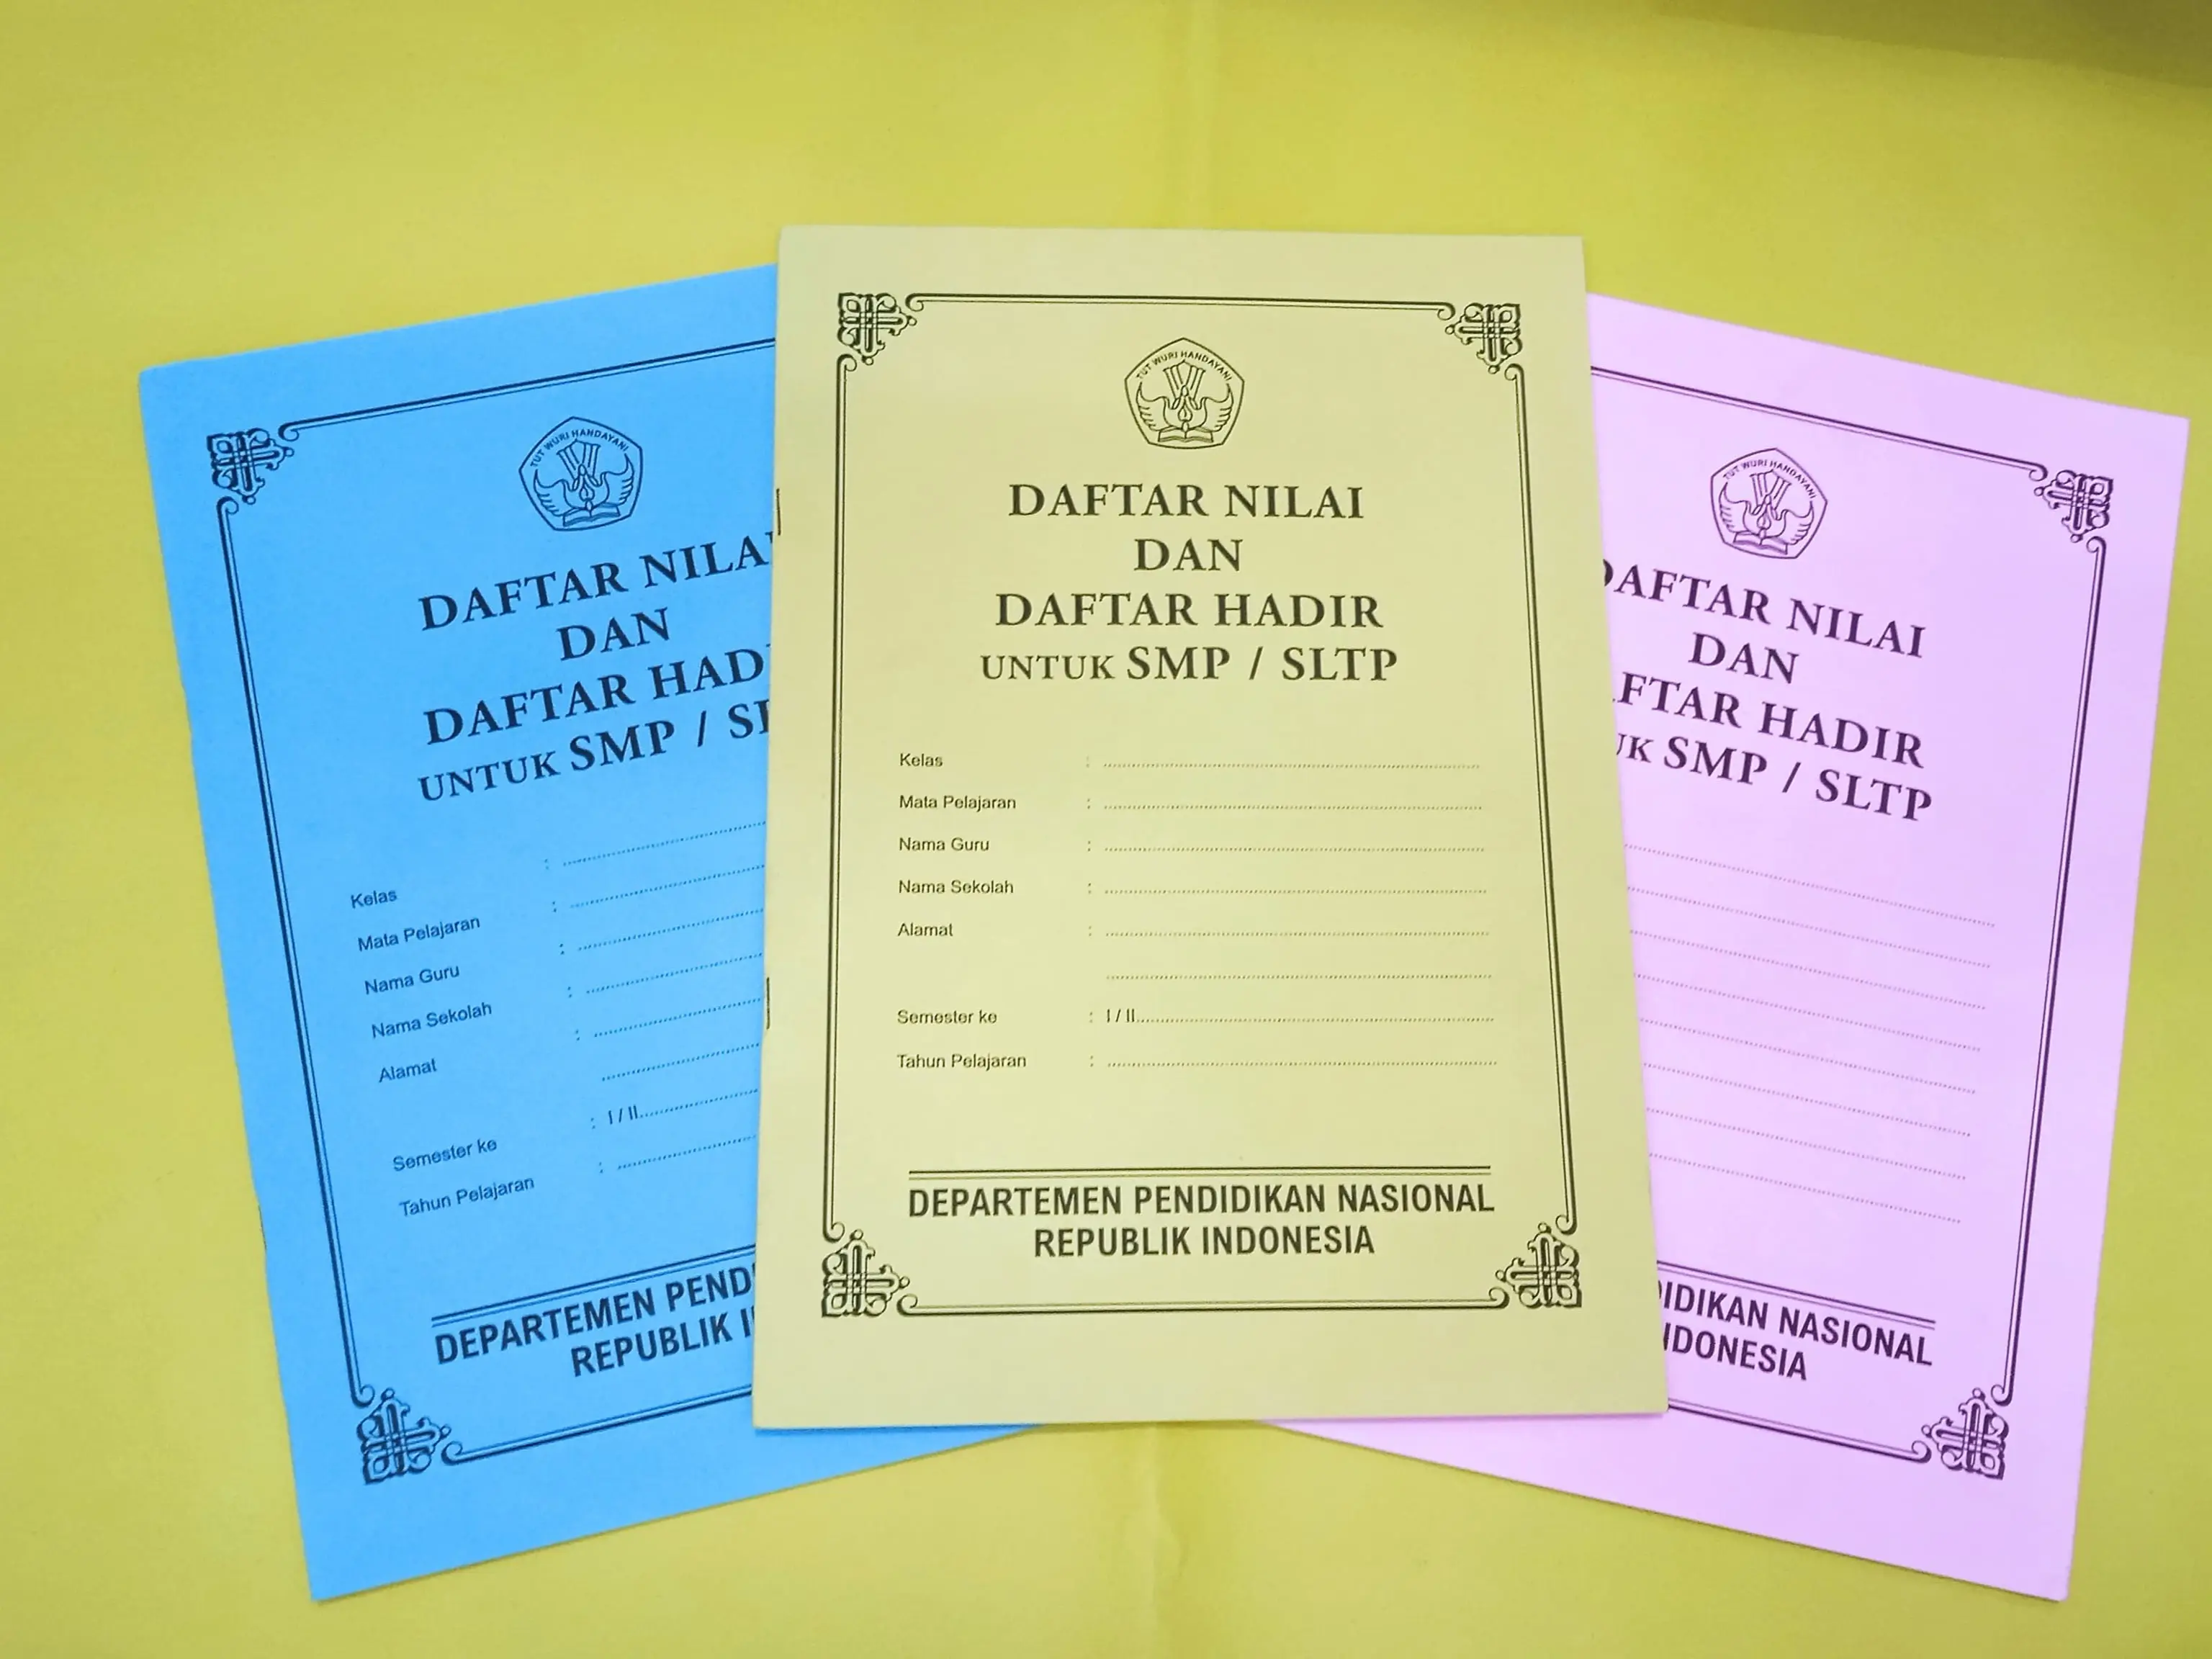 TUT WURI HANDAYANI
DAFTAR NILAI
DAN
DAFTAR HADIR
UNTUK SMP / SLTP
Kelas :
Mata Pelajaran :
Nama Guru :
Nama Sekolah :
Alamat :
Semester ke : I / II
Tahun Pelajaran :
DEPARTEMEN PENDIDIKAN NASIONAL
REPUBLIK INDONESIA
TUT WURI HANDAYANI
DAFTAR NILA
DAN
DAFTAR HAD
UNTUK SMP /
Kelas :
Mata Pelajaran :
Nama Guru :
Nama Sekolah :
Alamat :
Semester ke : I / II
Tahun Pelajaran :
DEPARTEMEN PEND
REPUBLIK
TUT WURI HANDAYANI
DAFTAR NILAI
DAN
FTAR HADIR
UK SMP / SLTP
IDIKAN NASIONAL
DONESIA